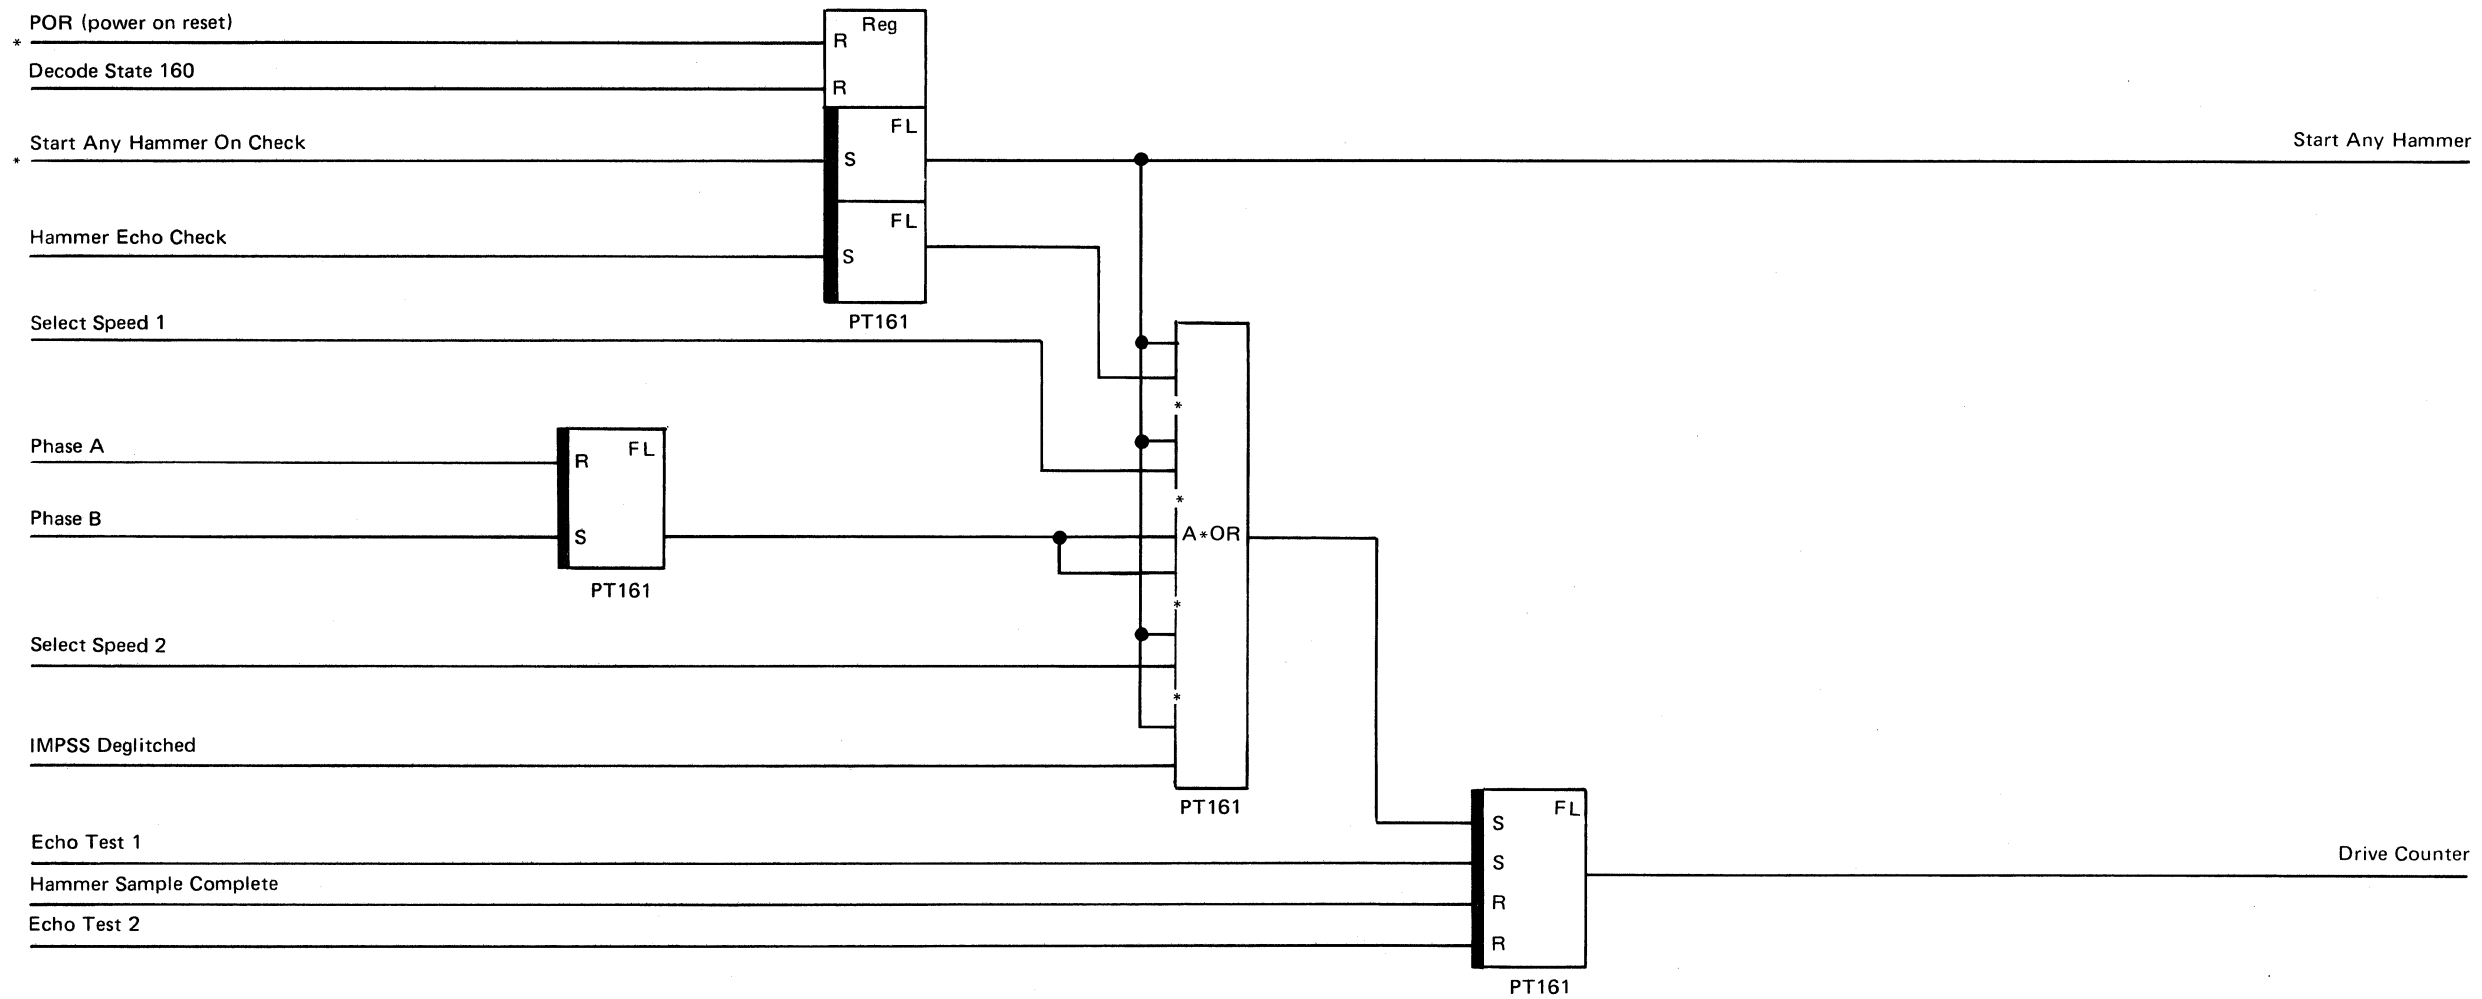 POR (power on reset)
*
R
Reg
Decode State 160
R
Start Any Hammer On Check
*
FL
S
Start Any Hammer
Hammer Echo Check
FL
S
PT161
Select Speed 1
*
Phase A
R
FL
*
Phase B
S
A*OR
PT161
*
Select Speed 2
*
IMPSS Deglitched
PT161
S
FL
Echo Test 1
S
Drive Counter
Hammer Sample Complete
R
Echo Test 2
R
PT161